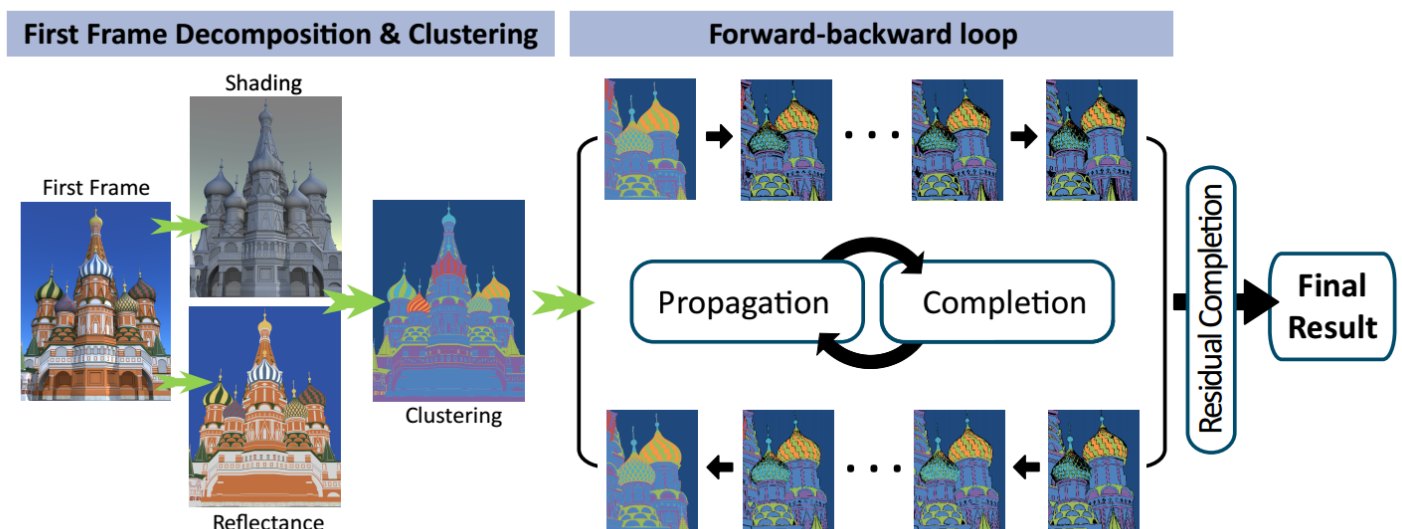 First Frame Decomposition & Clustering
Forward-backward loop
Shading
First Frame
Clustering
Reflectance
Propagation
Completion
Residual Completion
Final
Result